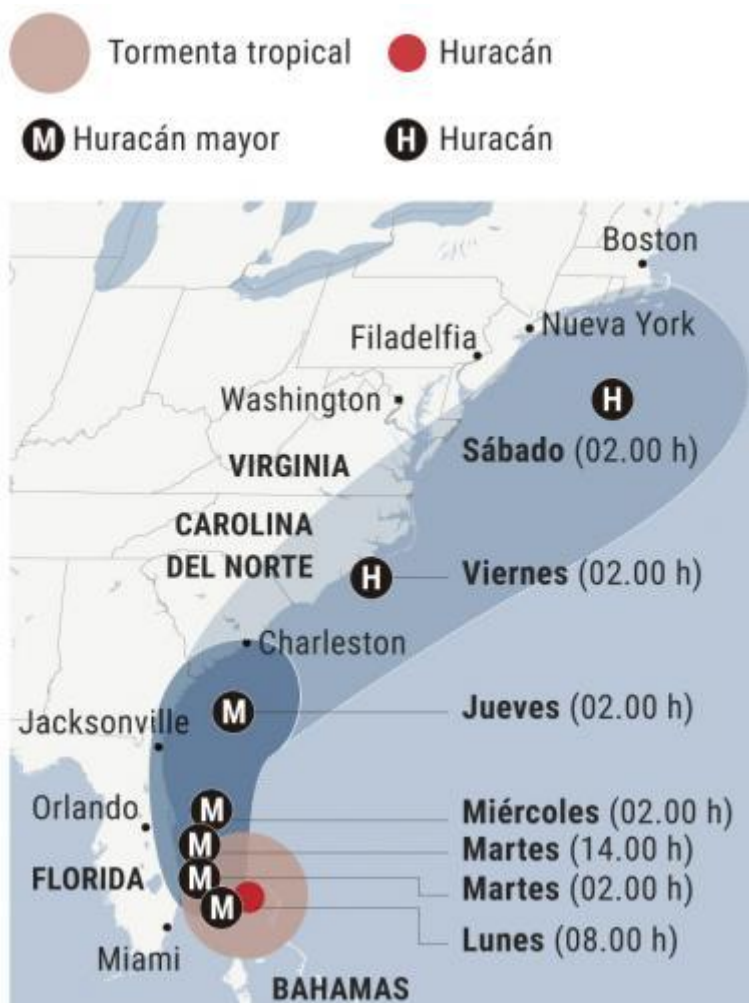 Tormenta tropical
Huracán
M Huracán mayor
H Huracán
Boston
Nueva York
Filadelfia
Washington
H
Sábado (02.00 h)
VIRGINIA
CAROLINA
DEL NORTE
H
Viernes (02.00 h)
Charleston
M
Jueves (02.00 h)
Jacksonville
Orlando
M
Miércoles (02.00 h)
M
Martes (14.00 h)
FLORIDA
M
Martes (02.00 h)
M
Lunes (08.00 h)
Miami
BAHAMAS